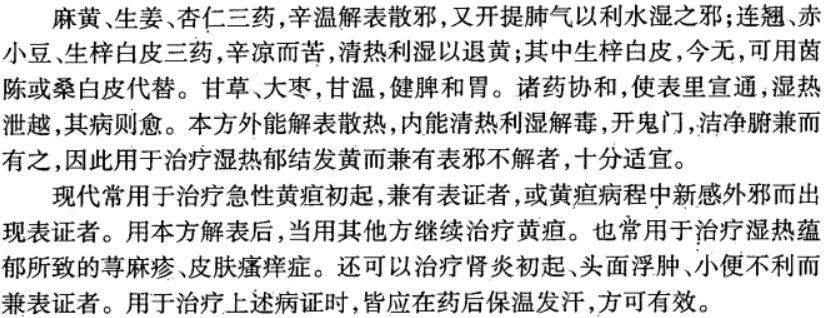 麻黄、生姜、杏仁三药,辛温解表散邪,又开提肺气以利水湿之邪;连翘、赤
小豆、生梓白皮三药,辛凉而苦,清热利湿以退黄;其中生梓白皮,今无,可用茵
陈或桑白皮代替。甘草、大枣,甘温,健脾和胃。诸药协和,使表里宣通,湿热
泄越,其病则愈。本方外能解表散热,内能清热利湿解毒,开鬼门,洁净腑兼而
有之,因此用于治疗湿热郁结发黄而兼有表邪不解者,十分适宜。
现代常用于治疗急性黄疸初起,兼有表证者,或黄疸病程中新感外邪而出
现表证者。用本方解表后,当用其他方继续治疗黄疸。也常用于治疗湿热蕴
郁所致的荨麻疹、皮肤瘙痒症。还可以治疗肾炎初起、头面浮肿、小便不利而
兼表证者。用于治疗上述病证时,皆应在药后保温发汗,方可有效。